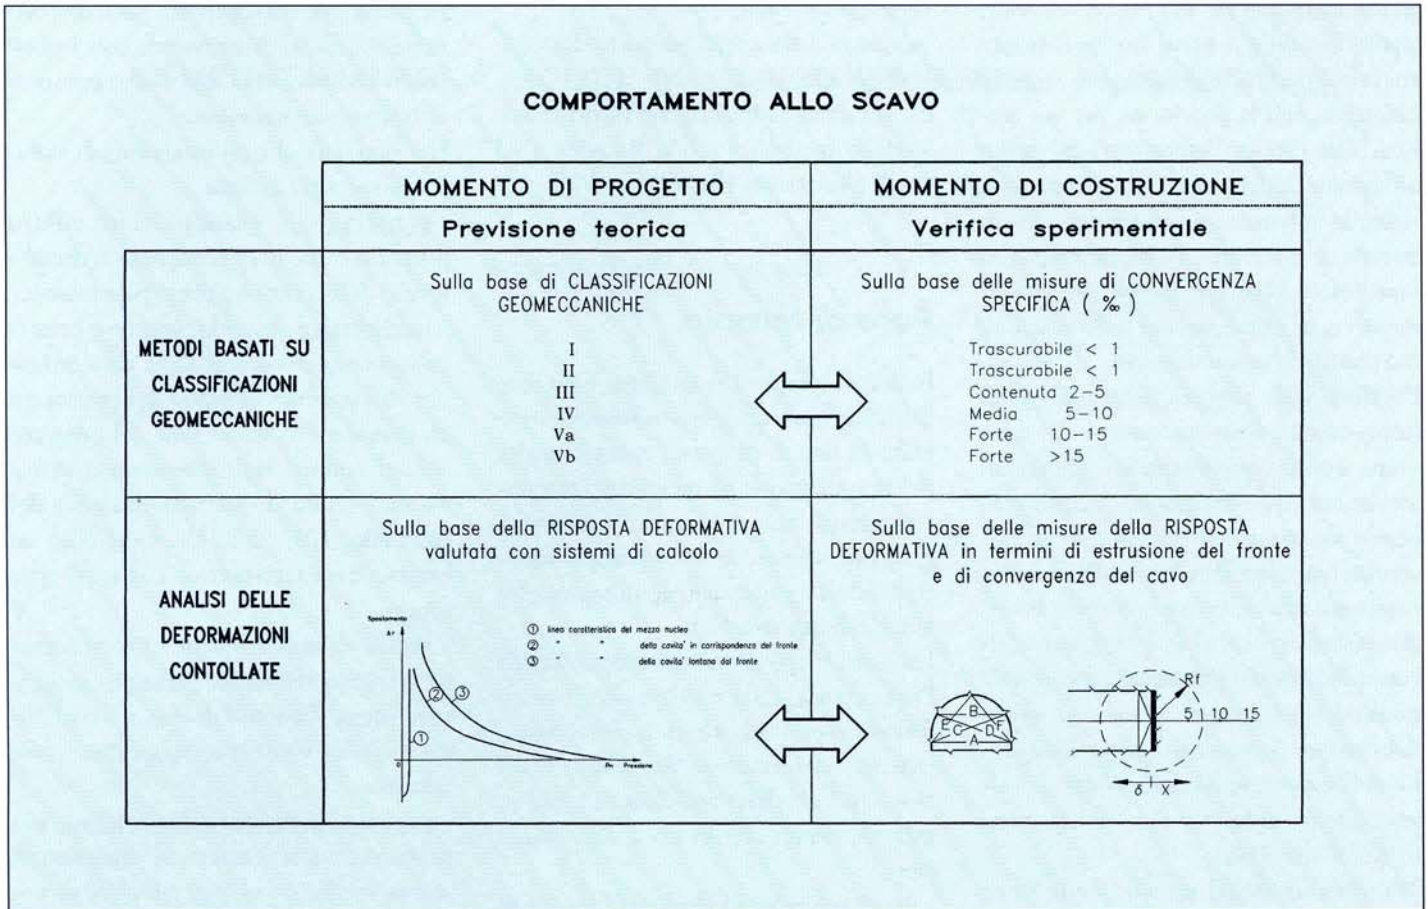 COMPORTAMENTO ALLO SCAVO
MOMENTO DI PROGETTO
MOMENTO DI COSTRUZIONE
Previsione teorica
Verifica sperimentale
METODI BASATI SU
CLASSIFICAZIONI
GEOMECCANICHE
Sulla base di CLASSIFICAZIONI
GEOMECCANICHE
I
II
III
IV
Va
Vb
Sulla base delle misure di CONVERGENZA
SPECIFICA ( ‰ )
Trascurabile < 1
Trascurabile < 1
Contenuta 2-5
Media 5-10
Forte 10-15
Forte >15
ANALISI DELLE
DEFORMAZIONI
CONTOLLATE
Sulla base della RISPOSTA DEFORMATIVA
valutata con sistemi di calcolo
Spostamento
Δr
1 linea caratteristica del mezzo nucleo
2 " " della cavita' in corrispondenza del fronte
3 " " della cavita' lontana dal fronte
2
3
1
0
Pressione
Sulla base delle misure della RISPOSTA
DEFORMATIVA in termini di estrusione del fronte
e di convergenza del cavo
B
E
C
D
F
A
Rf
5 10 15
δ X